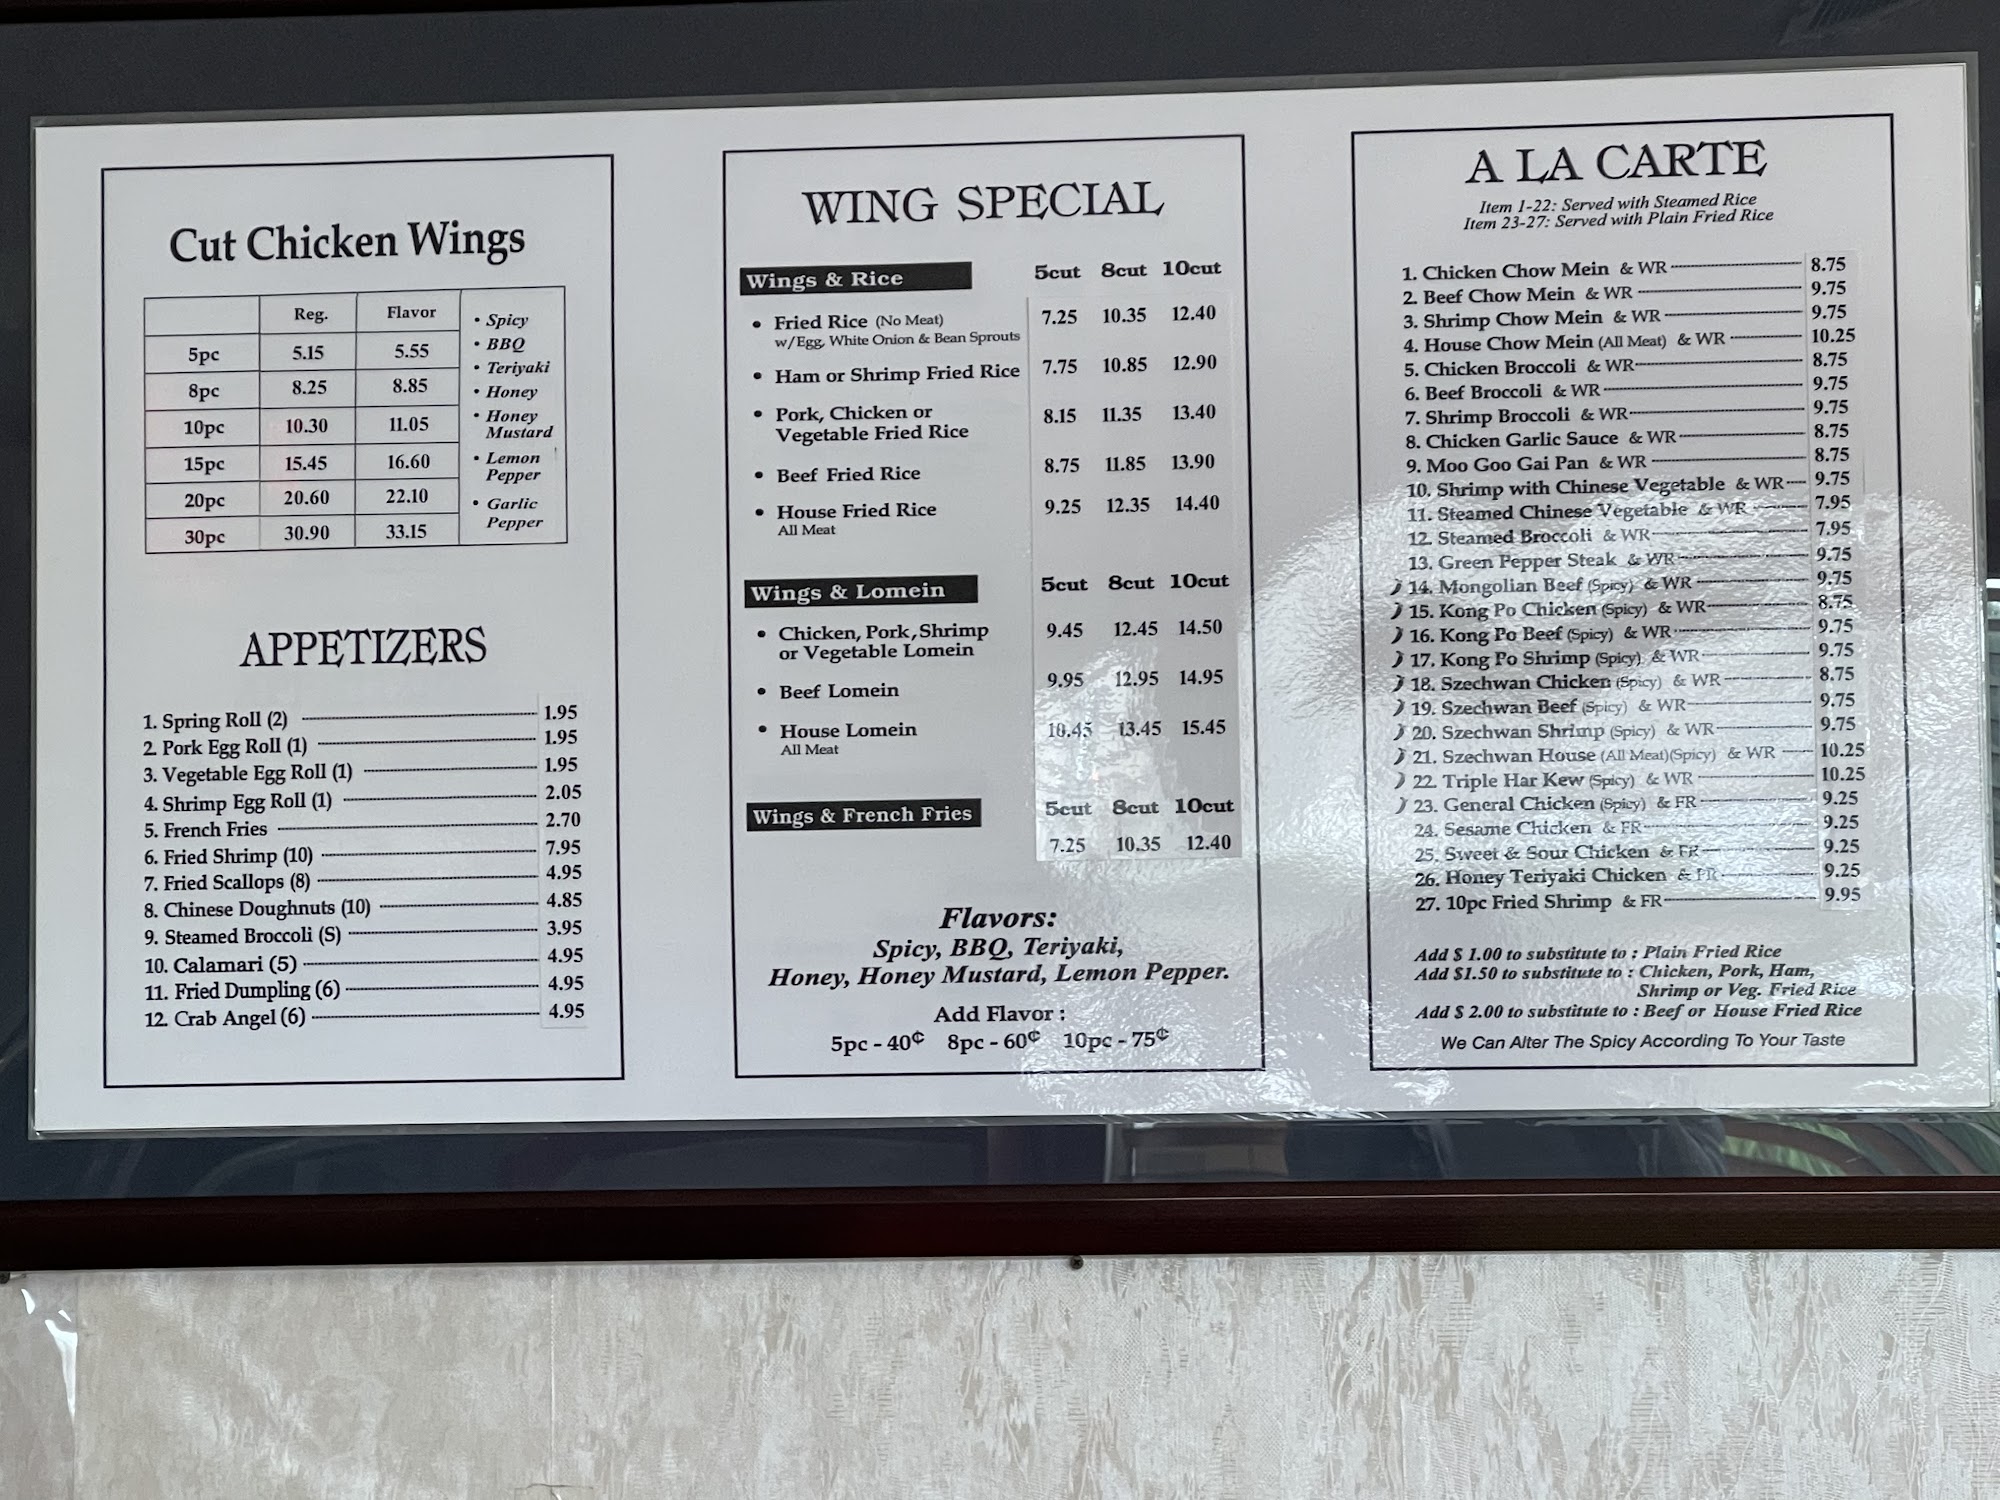 Cut Chicken Wings
Reg. Flavor
5pc 5.15 5.55
8pc 8.25 8.85
10pc 10.30 11.05
15pc 15.45 16.60
20pc 20.60 22.10
30pc 30.90 33.15
• Spicy
• BBQ
• Teriyaki
• Honey
• Honey
Mustard
• Lemon
Pepper
• Garlic
Pepper
APPETIZERS
1. Spring Roll (2) 1.95
2. Pork Egg Roll (1) 1.95
3. Vegetable Egg Roll (1) 1.95
4. Shrimp Egg Roll (1) 2.05
5. French Fries 2.70
6. Fried Shrimp (10) 7.95
7. Fried Scallops (8) 4.95
8. Chinese Doughnuts (10) 4.85
9. Steamed Broccoli (S) 3.95
10. Calamari (5) 4.95
11. Fried Dumpling (6) 4.95
12. Crab Angel (6) 4.95
WING SPECIAL
Wings & Rice 5cut 8cut 10cut
• Fried Rice (No Meat) 7.25 10.35 12.40
w/Egg, White Onion & Bean Sprouts
• Ham or Shrimp Fried Rice 7.75 10.85 12.90
• Pork, Chicken or 8.15 11.35 13.40
Vegetable Fried Rice
• Beef Fried Rice 8.75 11.85 13.90
• House Fried Rice 9.25 12.35 14.40
All Meat
Wings & Lomein 5cut 8cut 10cut
• Chicken, Pork, Shrimp 9.45 12.45 14.50
or Vegetable Lomein
• Beef Lomein 9.95 12.95 14.95
• House Lomein 10.45 13.45 15.45
All Meat
Wings & French Fries 5cut 8cut 10cut
7.25 10.35 12.40
Flavors:
Spicy, BBQ, Teriyaki,
Honey, Honey Mustard, Lemon Pepper.
Add Flavor :
5pc - 40¢ 8pc - 60¢ 10pc - 75¢
A LA CARTE
Item 1-22: Served with Steamed Rice
Item 23-27: Served with Plain Fried Rice
1. Chicken Chow Mein & WR 8.75
2. Beef Chow Mein & WR 9.75
3. Shrimp Chow Mein & WR 9.75
4. House Chow Mein (All Meat) & WR 10.25
5. Chicken Broccoli & WR 8.75
6. Beef Broccoli & WR 9.75
7. Shrimp Broccoli & WR 9.75
8. Chicken Garlic Sauce & WR 8.75
9. Moo Goo Gai Pan & WR 8.75
10. Shrimp with Chinese Vegetable & WR 9.75
11. Steamed Chinese Vegetable & WR 7.95
12. Steamed Broccoli & WR 7.95
13. Green Pepper Steak & WR 9.75
14. Mongolian Beef (Spicy) & WR 9.75
15. Kong Po Chicken (Spicy) & WR 8.75
16. Kong Po Beef (Spicy) & WR 9.75
17. Kong Po Shrimp (Spicy) & WR 9.75
18. Szechwan Chicken (Spicy) & WR 8.75
19. Szechwan Beef (Spicy) & WR 9.75
20. Szechwan Shrimp (Spicy) & WR 9.75
21. Szechwan House (All Meat)(Spicy) & WR 10.25
22. Triple Har Kew (Spicy) & WR 10.25
23. General Chicken (Spicy) & FR 9.25
24. Sesame Chicken & FR 9.25
25. Sweet & Sour Chicken & FR 9.25
26. Honey Teriyaki Chicken & FR 9.25
27. 10pc Fried Shrimp & FR 9.95
Add $ 1.00 to substitute to : Plain Fried Rice
Add $1.50 to substitute to : Chicken, Pork, Ham,
Shrimp or Veg. Fried Rice
Add $ 2.00 to substitute to : Beef or House Fried Rice
We Can Alter The Spicy According To Your Taste